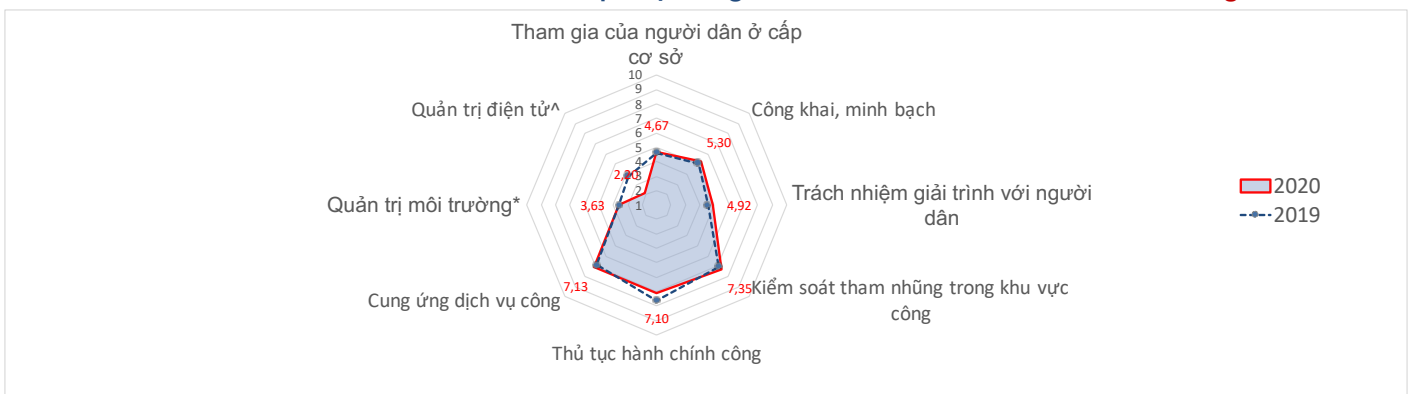 Tham gia của người dân ở cấp
cơ sở
10
9
8
7
6
5
4
3
2
1
4,67
Quản trị điện tử^
Công khai, minh bạch
5,30
Quản trị môi trường*
3,63
4,92
Trách nhiệm giải trình với người
dân
2020
2019
Cung ứng dịch vụ công
7,13
7,35
Kiểm soát tham nhũng trong khu vực
công
7,10
Thủ tục hành chính công